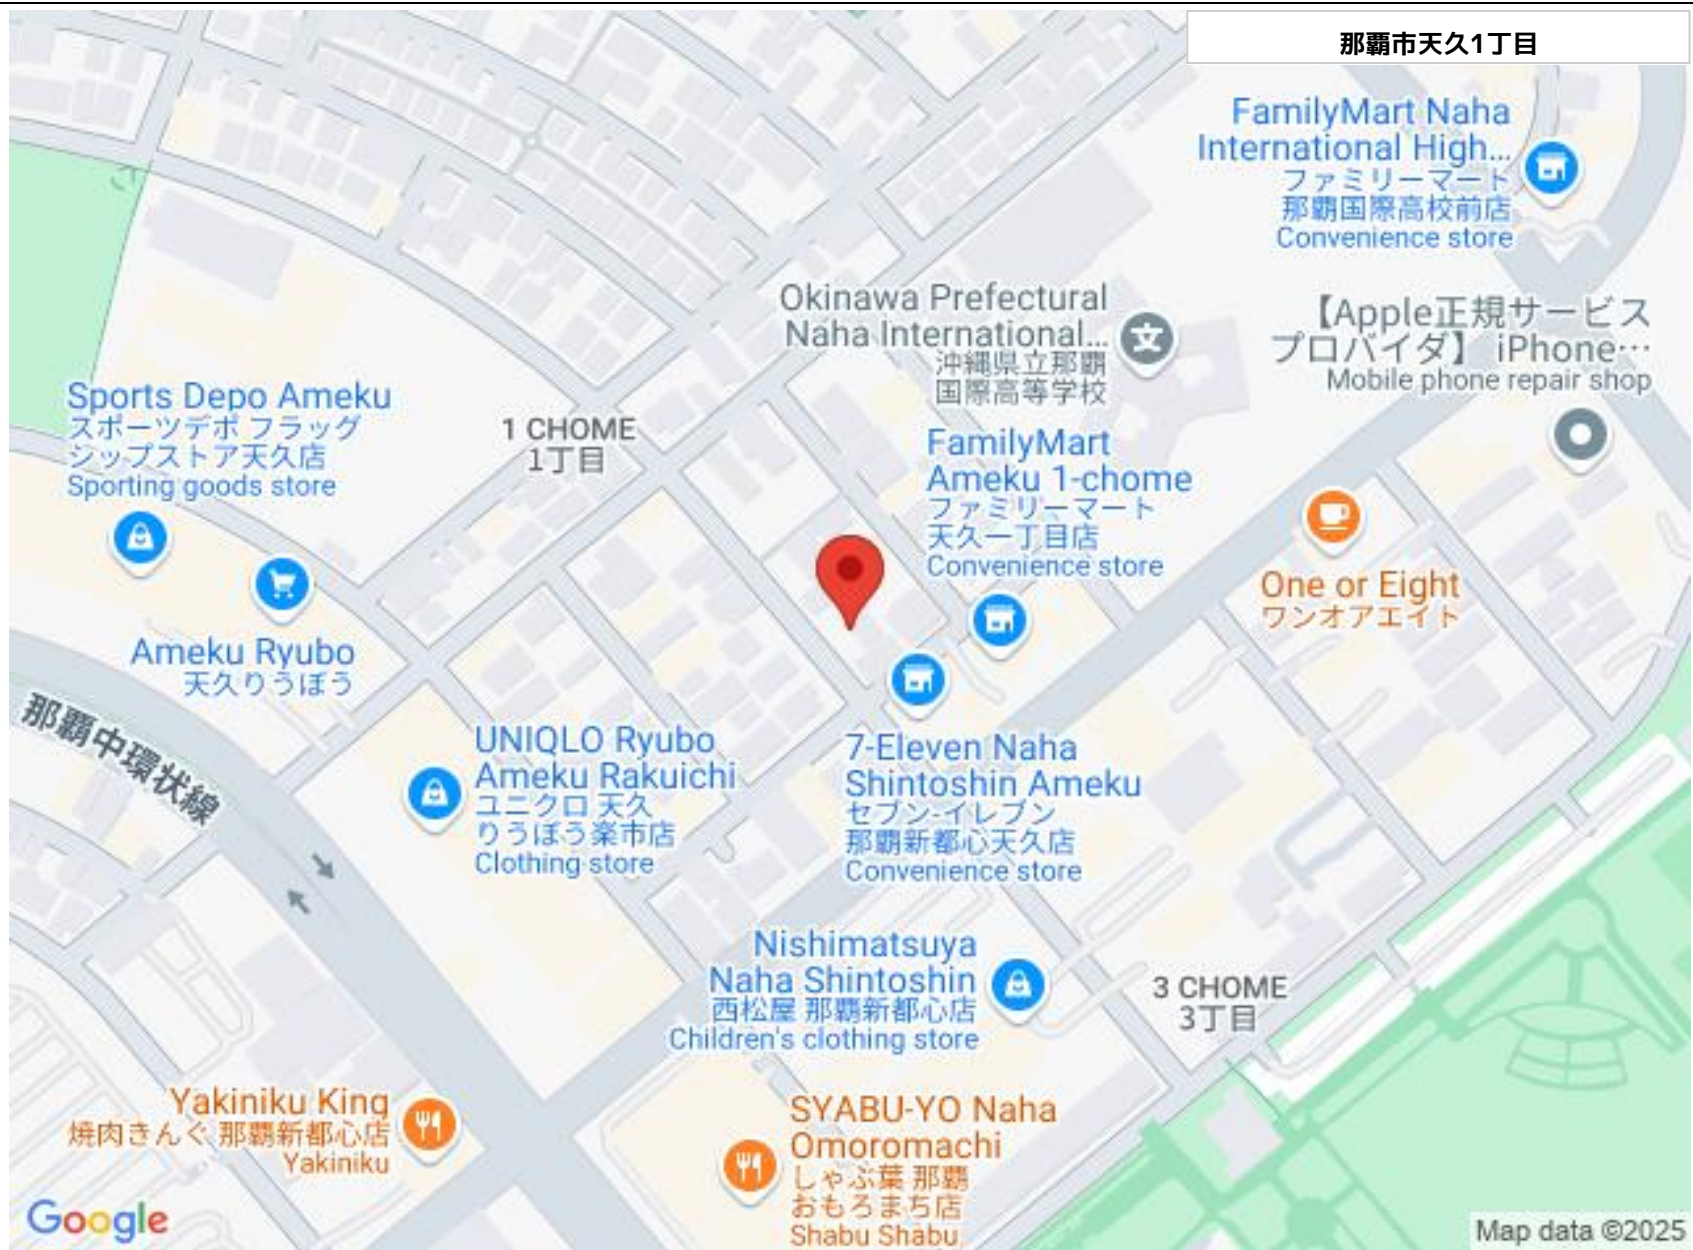 那覇市天久1丁目
FamilyMart Naha
International High...
ファミリーマート
那覇国際高校前店
Convenience store
Okinawa Prefectural
Naha International...
沖縄県立那覇
国際高等学校
【Apple正規サービス
プロバイダ】 iPhone…
Mobile phone repair shop
Sports Depo Ameku
スポーツデポ フラッグ
シップストア天久店
Sporting goods store
1 CHOME
1丁目
FamilyMart
Ameku 1-chome
ファミリーマート
天久一丁目店
Convenience store
One or Eight
ワンオアエイト
Ameku Ryubo
天久りうぼう
那覇中環状線
UNIQLO Ryubo
Ameku Rakuichi
ユニクロ 天久
りうぼう楽市店
Clothing store
7-Eleven Naha
Shintoshin Ameku
セブン-イレブン
那覇新都心天久店
Convenience store
Nishimatsuya
Naha Shintoshin
西松屋 那覇新都心店
Children's clothing store
3 CHOME
3丁目
Yakiniku King
焼肉きんぐ 那覇新都心店
Yakiniku
SYABU-YO Naha
Omoromachi
しゃぶ葉 那覇
おもろまち店
Shabu Shabu
Google
Map data ©2025